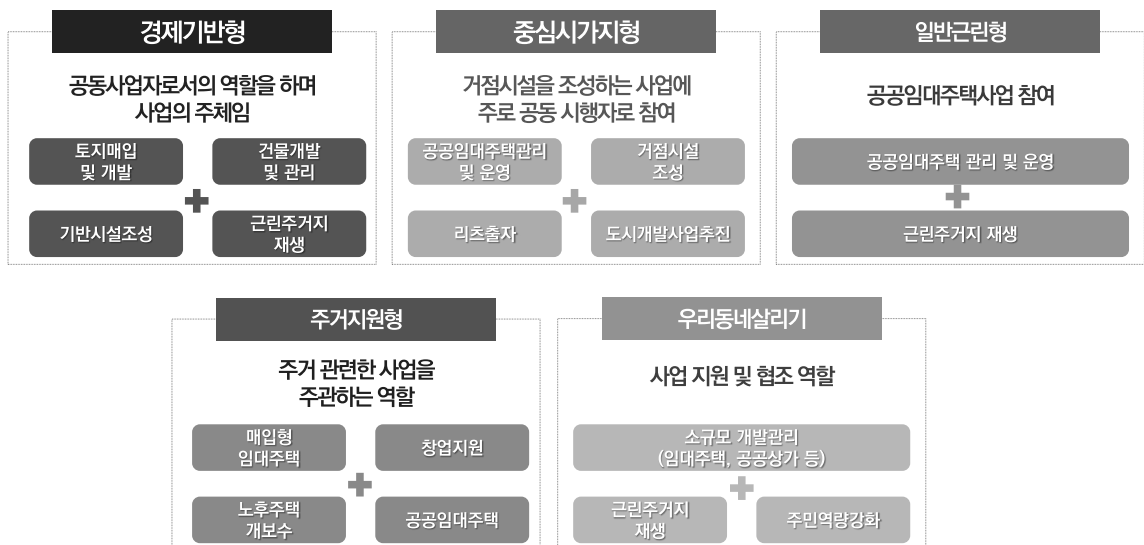 경제기반형
공동사업자로서의 역할을 하며
사업의 주체임
토지매입
및 개발
건물개발
및 관리
기반시설조성
근린주거지
재생
중심시가지형
거점시설을 조성하는 사업에
주로 공동 시행자로 참여
공공임대주택관리
및 운영
거점시설
조성
리츠출자
도시개발사업추진
일반근린형
공공임대주택사업 참여
공공임대주택 관리 및 운영
근린주거지 재생
주거지원형
주거 관련한 사업을
주관하는 역할
매입형
임대주택
창업지원
노후주택
개보수
공공임대주택
우리동네살리기
사업 지원 및 협조 역할
소규모 개발관리
(임대주택, 공공상가 등)
근린주거지
재생
주민역량강화